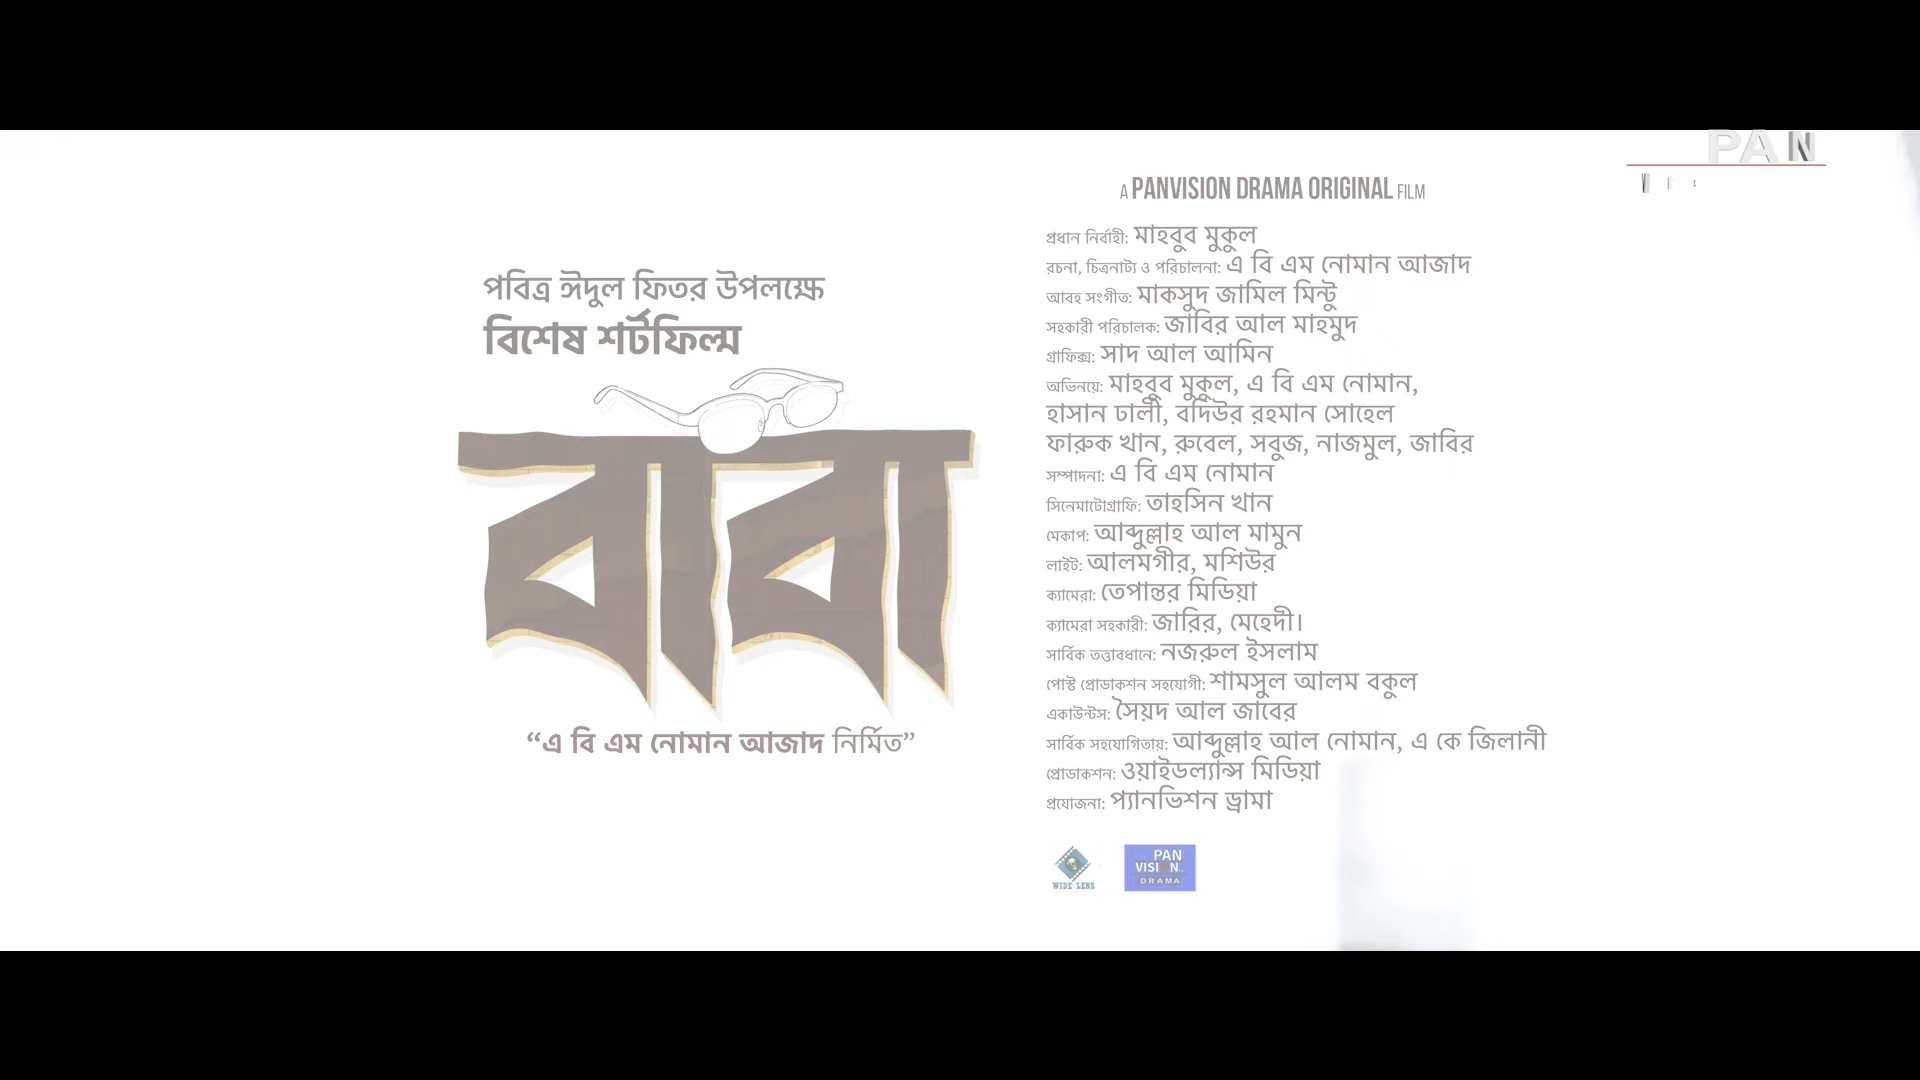 পবিত্র ঈদুল ফিতর উপলক্ষে
বিশেষ শর্টফিল্ম
বাবা
“এ বি এম নোমান আজাদ নির্মিত”
A PANVISION DRAMA ORIGINAL FILM
প্রধান নির্বাহী: মাহবুব মুকুল
রচনা, চিত্রনাট্য ও পরিচালনা: এ বি এম নোমান আজাদ
আবহ সংগীত: মাকসুদ জামিল মিন্টু
সহকারী পরিচালক: জাবির আল মাহমুদ
গ্রাফিক্স: সাদ আল আমিন
অভিনয়ে: মাহবুব মুকুল, এ বি এম নোমান,
হাসান ঢালী, বদিউর রহমান সোহেল
ফারুক খান, রুবেল, সবুজ, নাজমুল, জাবির
সম্পাদনা: এ বি এম নোমান
সিনেমাটোগ্রাফি: তাহসিন খান
মেকাপ: আব্দুল্লাহ আল মামুন
লাইট: আলমগীর, মশিউর
ক্যামেরা: তেপান্তর মিডিয়া
ক্যামেরা সহকারী: জারির, মেহেদী।
সার্বিক তত্তাবধানে: নজরুল ইসলাম
পোস্ট প্রোডাকশন সহযোগী: শামসুল আলম বকুল
একাউন্টস: সৈয়দ আল জাবের
সার্বিক সহযোগিতায়: আব্দুল্লাহ আল নোমান, এ কে জিলানী
প্রোডাকশন: ওয়াইডল্যান্স মিডিয়া
প্রযোজনা: প্যানভিশন ড্রামা
WIDE LENS
PAN
VISION
DRAMA
PAN